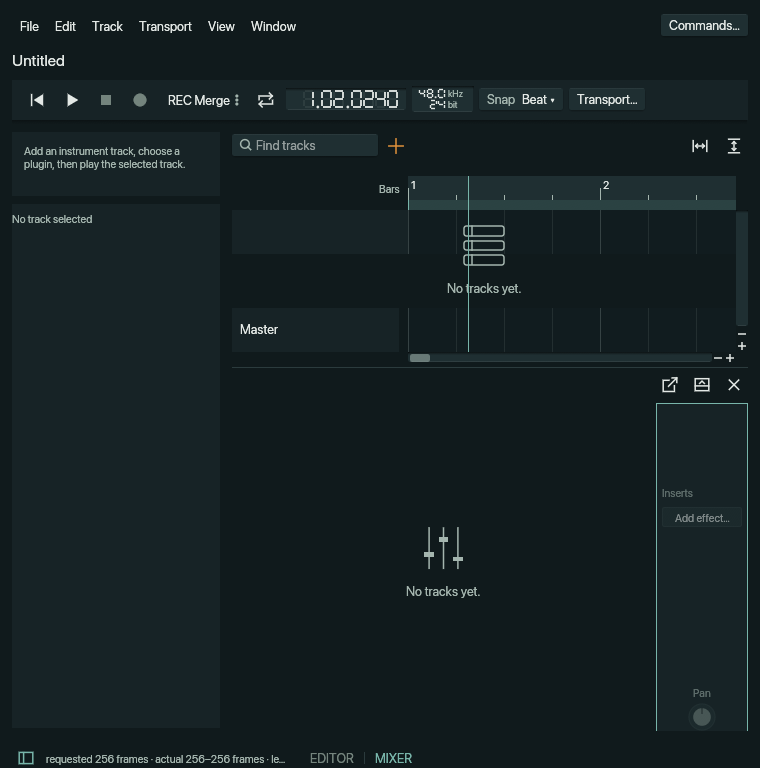 File Edit Track Transport View Window Commands...
Untitled
REC Merge 1.02.0240 48.0 kHz 24 bit Snap Beat Transport...
Add an instrument track, choose a
plugin, then play the selected track.
Find tracks
Bars 1 2
No track selected
No tracks yet.
Master
Inserts
Add effect...
No tracks yet.
Pan
requested 256 frames · actual 256–256 frames · le... EDITOR MIXER